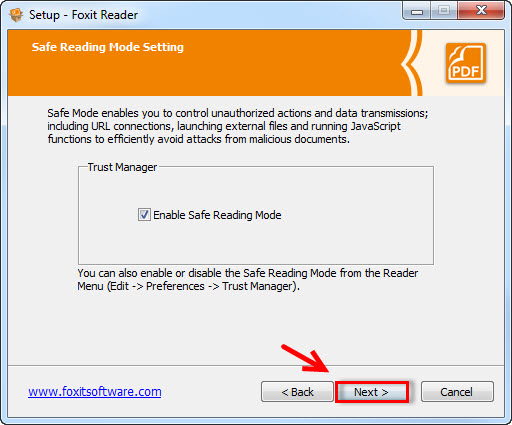 Setup - Foxit Reader
Safe Reading Mode Setting
PDF
Safe Mode enables you to control unauthorized actions and data transmissions;
including URL connections, launching external files and running JavaScript
functions to efficiently avoid attacks from malicious documents.
Trust Manager
Enable Safe Reading Mode
You can also enable or disable the Safe Reading Mode from the Reader
Menu (Edit -> Preferences -> Trust Manager).
www.foxitsoftware.com
< Back
Next >
Cancel